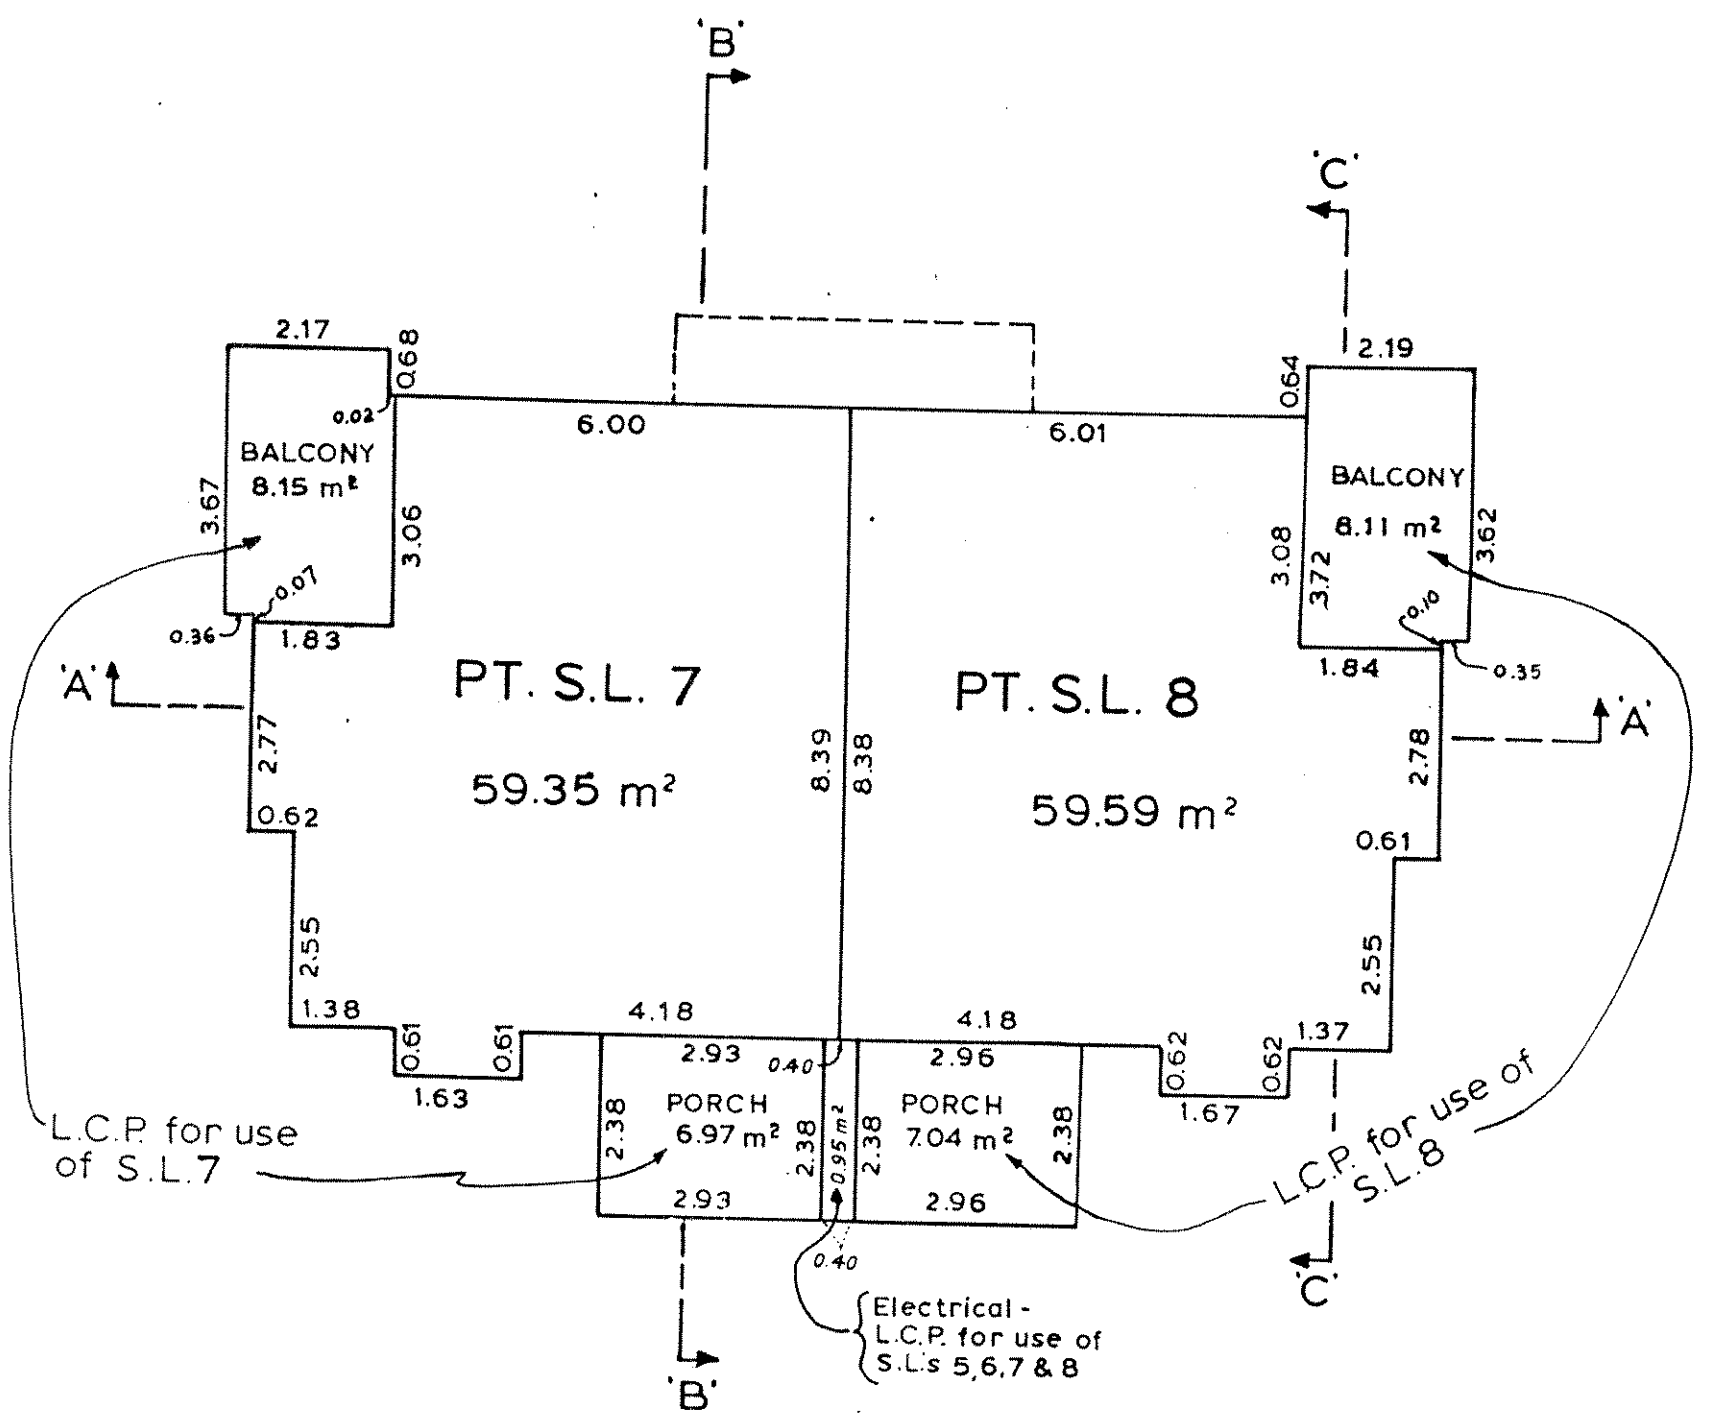 'B'
'C'
2.17
0.68
2.19
0.64
0.02
6.00
6.01
BALCONY
8.15 m²
BALCONY
8.11 m²
3.67
3.06
3.08
3.72
3.62
0.07
0.10
0.36
1.83
1.84
0.35
'A'
PT. S.L. 7
PT. S.L. 8
'A'
2.77
8.39
8.38
2.78
59.35 m²
59.59 m²
0.62
0.61
2.55
2.55
1.38
4.18
4.18
1.37
0.61
0.61
2.93
0.40
2.96
0.62
0.62
1.63
1.67
PORCH
6.97 m²
PORCH
7.04 m²
2.38
2.38
0.95 m²
2.38
2.38
L.C.P. for use
of S.L.7
L.C.P. for use of
S.L.8
2.93
2.96
0.40
'C'
Electrical -
L.C.P. for use of
S.L.'s 5,6,7 & 8
'B'